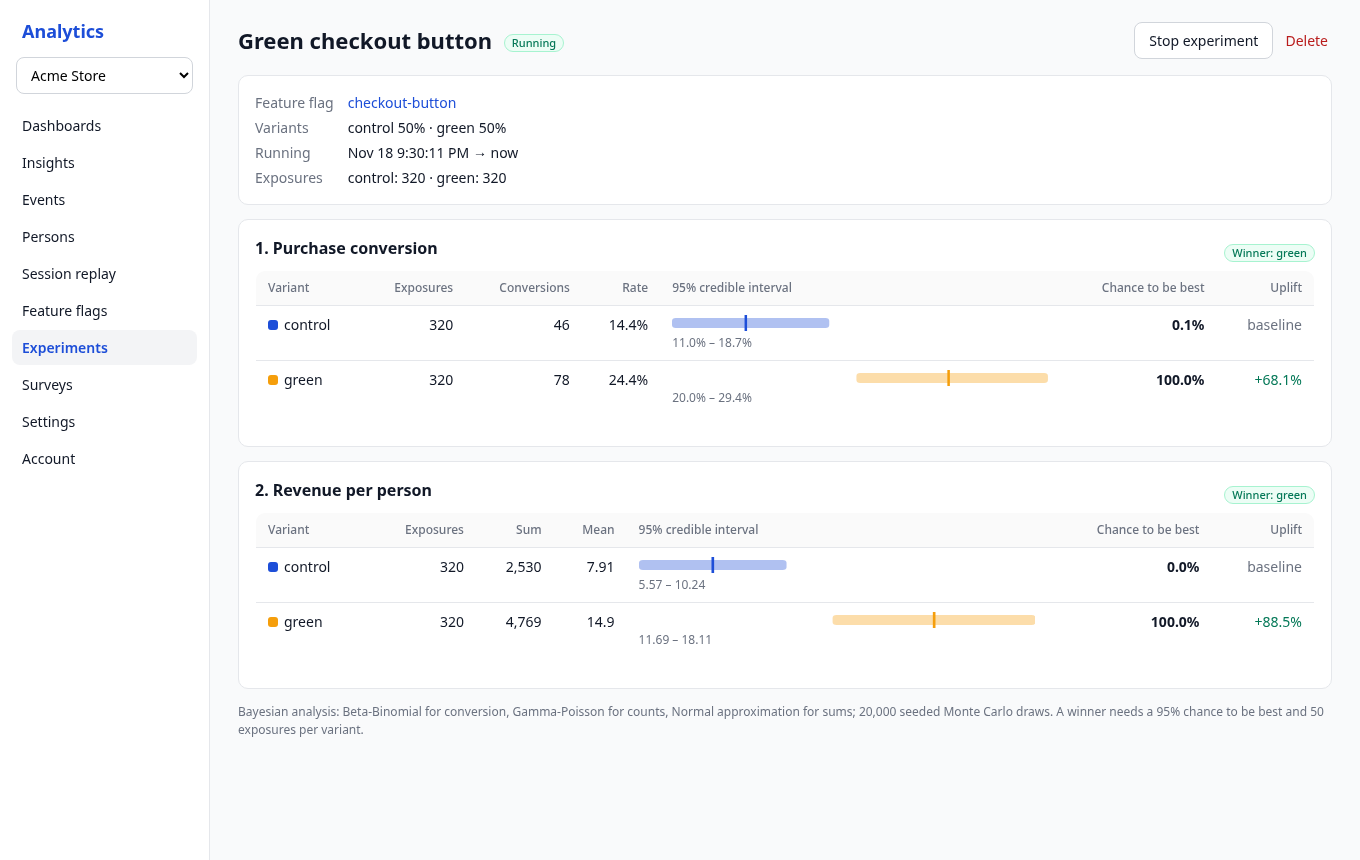 Analytics
Acme Store
Dashboards
Insights
Events
Persons
Session replay
Feature flags
Experiments
Surveys
Settings
Account
Green checkout button Running Stop experiment Delete
Feature flag checkout-button
Variants control 50% · green 50%
Running Nov 18 9:30:11 PM → now
Exposures control: 320 · green: 320
1. Purchase conversion Winner: green
Variant Exposures Conversions Rate 95% credible interval Chance to be best Uplift
control 320 46 14.4% 0.1% baseline
11.0% – 18.7%
green 320 78 24.4% 100.0% +68.1%
20.0% – 29.4%
2. Revenue per person Winner: green
Variant Exposures Sum Mean 95% credible interval Chance to be best Uplift
control 320 2,530 7.91 0.0% baseline
5.57 – 10.24
green 320 4,769 14.9 100.0% +88.5%
11.69 – 18.11
Bayesian analysis: Beta-Binomial for conversion, Gamma-Poisson for counts, Normal approximation for sums; 20,000 seeded Monte Carlo draws. A winner needs a 95% chance to be best and 50
exposures per variant.